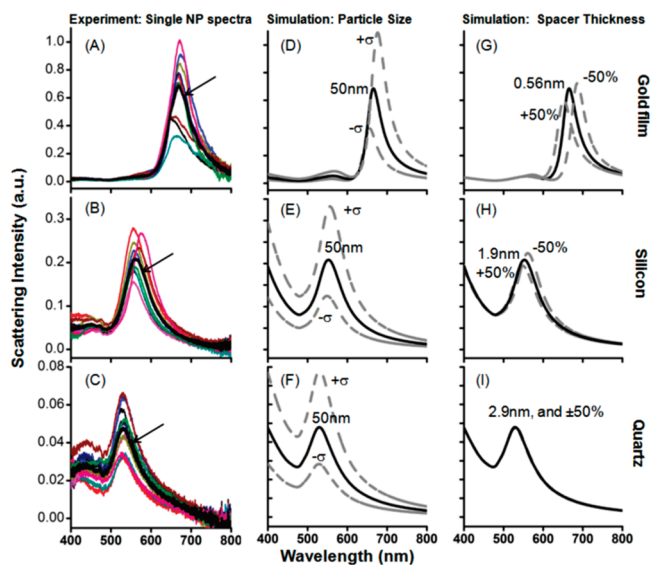 Experiment: Single NP spectra
Simulation: Particle Size
Simulation: Spacer Thickness
(A)
(D)
+σ
50nm
-σ
(G)
0.56nm
-50%
+50%
Gold film
1.0
0.8
0.6
0.4
0.2
0.0
(B)
(E)
+σ
50nm
-σ
(H)
1.9nm
-50%
+50%
Silicon
0.3
0.2
0.1
0.0
(C)
(F)
+σ
50nm
-σ
(I)
2.9nm, and ±50%
Quartz
0.08
0.06
0.04
0.02
0.00
400 500 600 700 800
400 500 600 700 800
400 500 600 700 800
Scattering Intensity (a.u.)
Wavelength (nm)